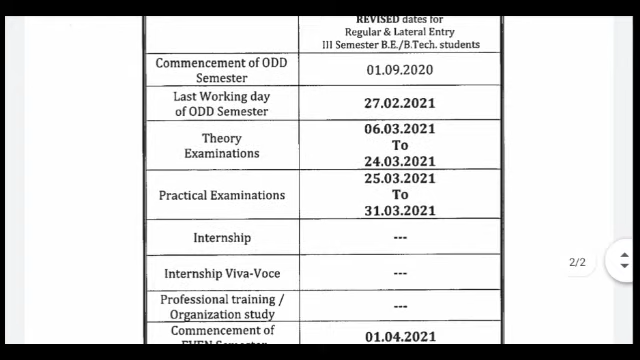 REVISED dates for
Regular & Lateral Entry
III Semester B.E./B.Tech. students
Commencement of ODD
Semester
01.09.2020
Last Working day
of ODD Semester
27.02.2021
Theory
Examinations
06.03.2021
To
24.03.2021
Practical Examinations
25.03.2021
To
31.03.2021
Internship
---
Internship Viva-Voce
---
Professional training /
Organization study
---
Commencement of
EVEN Semester
01.04.2021
2/2